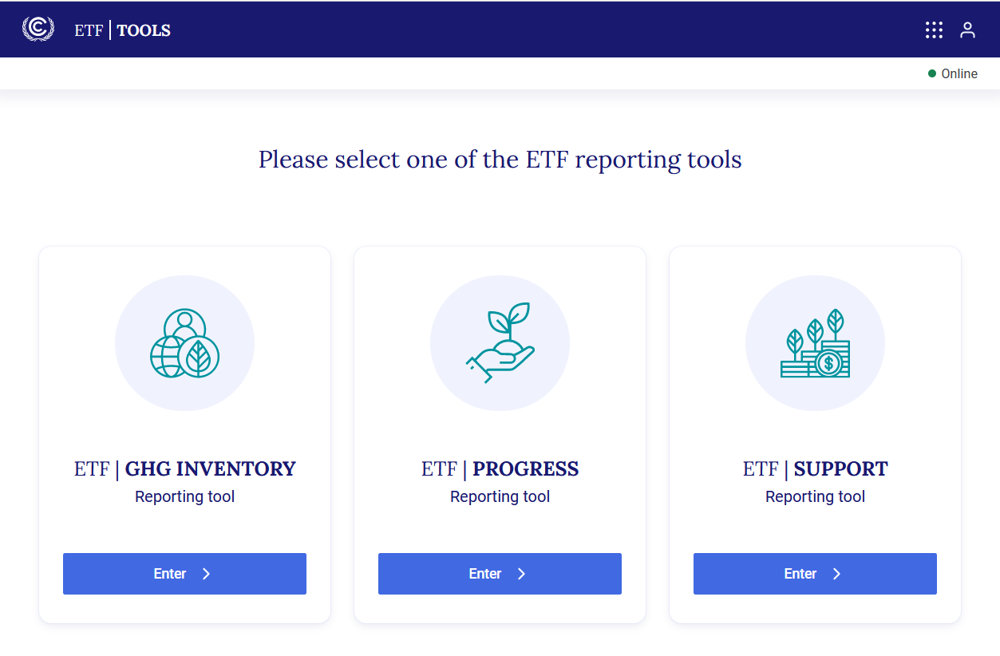 ETF | TOOLS
Online
Please select one of the ETF reporting tools
ETF | GHG INVENTORY
Reporting tool
Enter
ETF | PROGRESS
Reporting tool
Enter
$
ETF | SUPPORT
Reporting tool
Enter